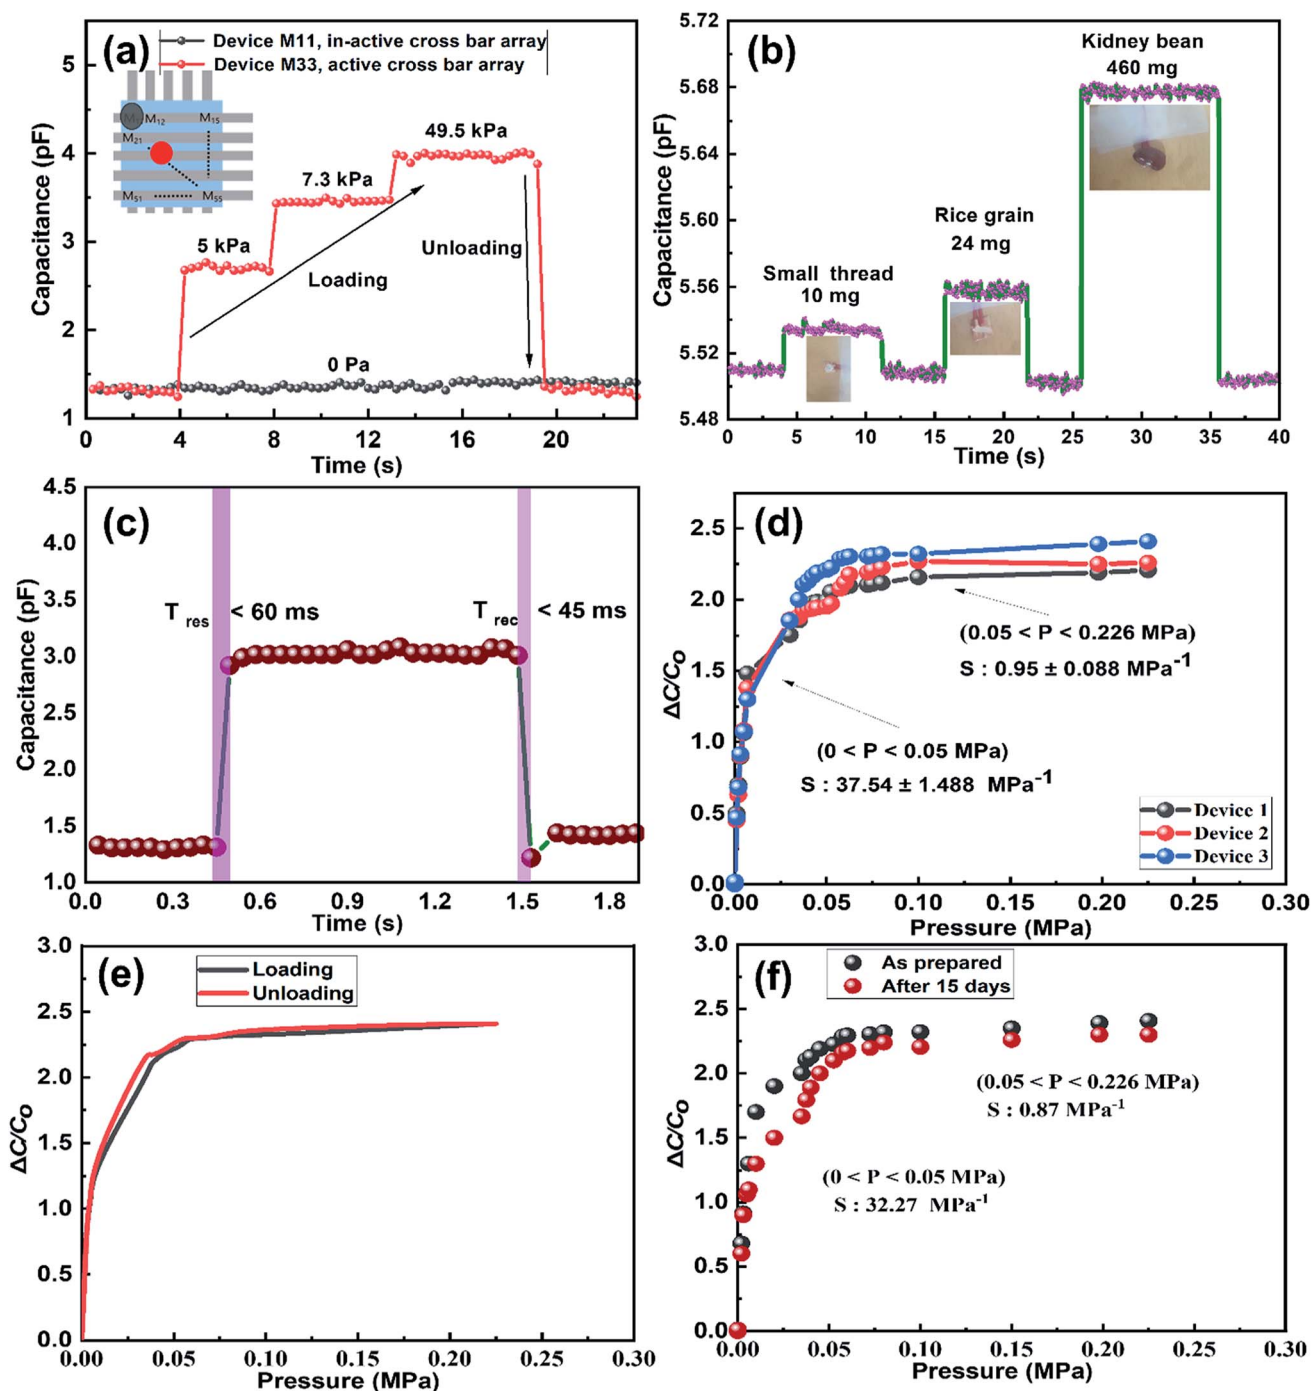 (a)
Device M11, in-active cross bar array
Device M33, active cross bar array
M12 M15
M21
M51 M55
5 kPa
7.3 kPa
49.5 kPa
Loading
Unloading
0 Pa
Capacitance (pF)
5
4
3
2
1
0 4 8 12 16 20
Time (s)
(b)
Small thread
10 mg
Rice grain
24 mg
Kidney bean
460 mg
Capacitance (pF)
5.72
5.68
5.64
5.60
5.56
5.52
5.48
0 5 10 15 20 25 30 35 40
Time (s)
(c)
T res < 60 ms
T rec < 45 ms
Capacitance (pF)
4.5
4.0
3.5
3.0
2.5
2.0
1.5
1.0
0.0 0.3 0.6 0.9 1.2 1.5 1.8
Time (s)
(d)
(0.05 < P < 0.226 MPa)
S : 0.95 ± 0.088 MPa-1
(0 < P < 0.05 MPa)
S : 37.54 ± 1.488 MPa-1
Device 1
Device 2
Device 3
ΔC/Co
2.5
2.0
1.5
1.0
0.5
0.0
0.00 0.05 0.10 0.15 0.20 0.25 0.30
Pressure (MPa)
(e)
Loading
Unloading
ΔC/Co
3.0
2.5
2.0
1.5
1.0
0.5
0.0
0.00 0.05 0.10 0.15 0.20 0.25 0.30
Pressure (MPa)
(f)
As prepared
After 15 days
(0.05 < P < 0.226 MPa)
S : 0.87 MPa-1
(0 < P < 0.05 MPa)
S : 32.27 MPa-1
ΔC/Co
3.0
2.5
2.0
1.5
1.0
0.5
0.0
0.00 0.05 0.10 0.15 0.20 0.25 0.30
Pressure (MPa)